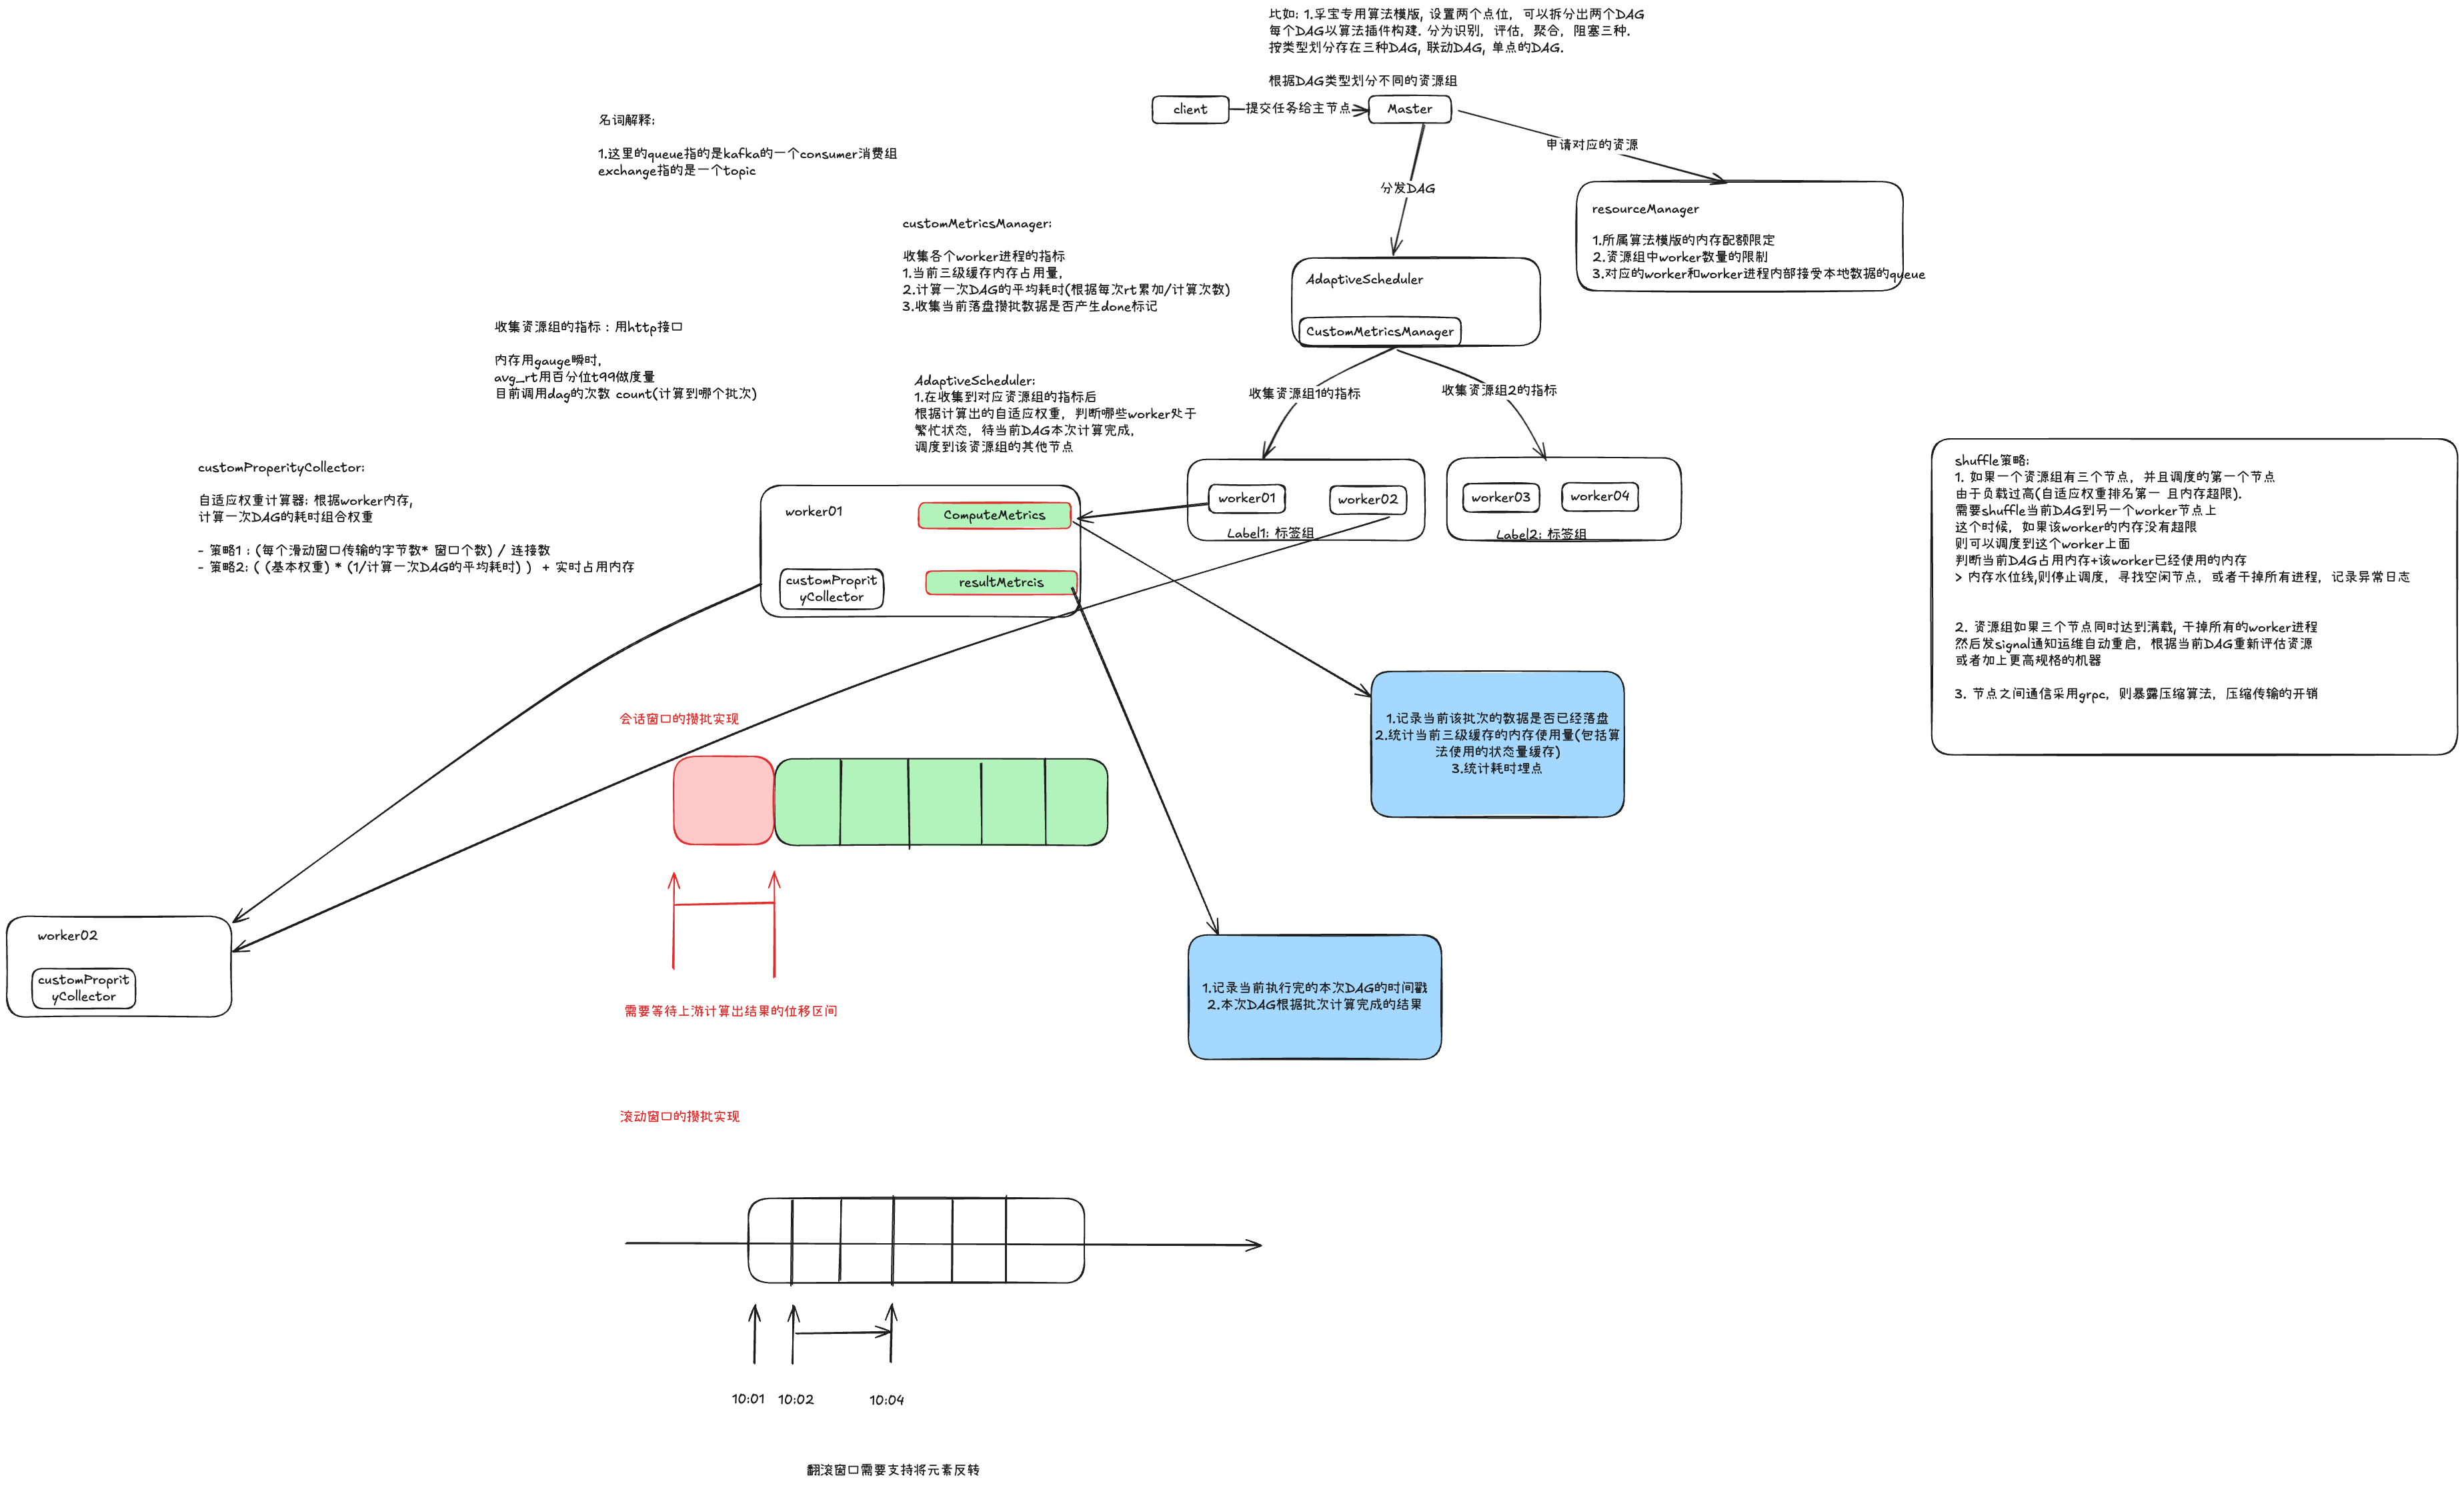 比如: 1.孚宝专用算法模版, 设置两个点位, 可以拆分出两个DAG
每个DAG以算法插件构建. 分为识别, 评估, 聚合, 阻塞三种.
按类型划分存在三种DAG, 联动DAG, 单点的DAG.
根据DAG类型划分不同的资源组
client
提交任务给主节点
Master
申请对应的资源
分发DAG
名词解释:
1.这里的queue指的是kafka的一个consumer消费组
exchange指的是一个topic
resourceManager
1.所属算法模版的内存配额限定
2.资源组中worker数量的限制
3.对应的worker和worker进程内部接受本地数据的queue
customMetricsManager:
收集各个worker进程的指标
1.当前三级缓存内存占用量,
2.计算一次DAG的平均耗时(根据每次rt累加/计算次数)
3.收集当前落盘攒批数据是否产生done标记
AdaptiveScheduler
CustomMetricsManager
收集资源组的指标 : 用http接口
内存用gauge瞬时,
avg_rt用百分位t99做度量
目前调用dag的次数 count(计算到哪个批次)
AdaptiveScheduler:
1.在收集到对应资源组的指标后
根据计算出的自适应权重, 判断哪些worker处于
繁忙状态, 待当前DAG本次计算完成,
调度到该资源组的其他节点
收集资源组1的指标
收集资源组2的指标
customProperityCollector:
自适应权重计算器: 根据worker内存,
计算一次DAG的耗时组合权重
- 策略1 : (每个滑动窗口传输的字节数* 窗口个数) / 连接数
- 策略2: ( (基本权重) * (1/计算一次DAG的平均耗时) ) + 实时占用内存
worker01
ComputeMetrics
customProprit
yCollector
resultMetrcis
worker01
worker02
Label1: 标签组
worker03
worker04
Label2: 标签组
shuffle策略:
1. 如果一个资源组有三个节点, 并且调度的第一个节点
由于负载过高(自适应权重排名第一 且内存超限).
需要shuffle当前DAG到另一个worker节点上
这个时候, 如果该worker的内存没有超限
则可以调度到这个worker上面
判断当前DAG占用内存+该worker已经使用的内存
> 内存水位线,则停止调度, 寻找空闲节点, 或者干掉所有进程, 记录异常日志
2. 资源组如果三个节点同时达到满载, 干掉所有的worker进程
然后发signal通知运维自动重启, 根据当前DAG重新评估资源
或者加上更高规格的机器
3. 节点之间通信采用grpc, 则暴露压缩算法, 压缩传输的开销
会话窗口的攒批实现
1.记录当前该批次的数据是否已经落盘
2.统计当前三级缓存的内存使用量(包括算
法使用的状态量缓存)
3.统计耗时埋点
worker02
customProprit
yCollector
需要等待上游计算出结果的位移区间
1.记录当前执行完的本次DAG的时间戳
2.本次DAG根据批次计算完成的结果
滚动窗口的攒批实现
10:01
10:02
10:04
翻滚窗口需要支持将元素反转